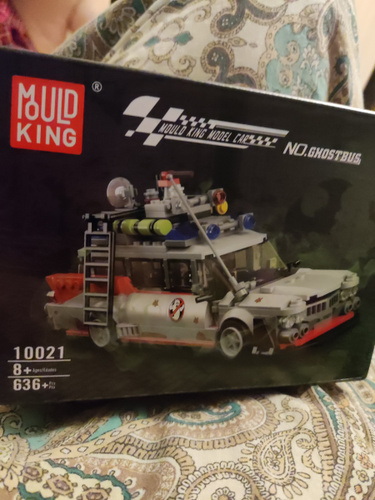 MOULD
KING
®
MOULD KING MODEL CAR
NO.GHOSTBUS
10021
8+
636+